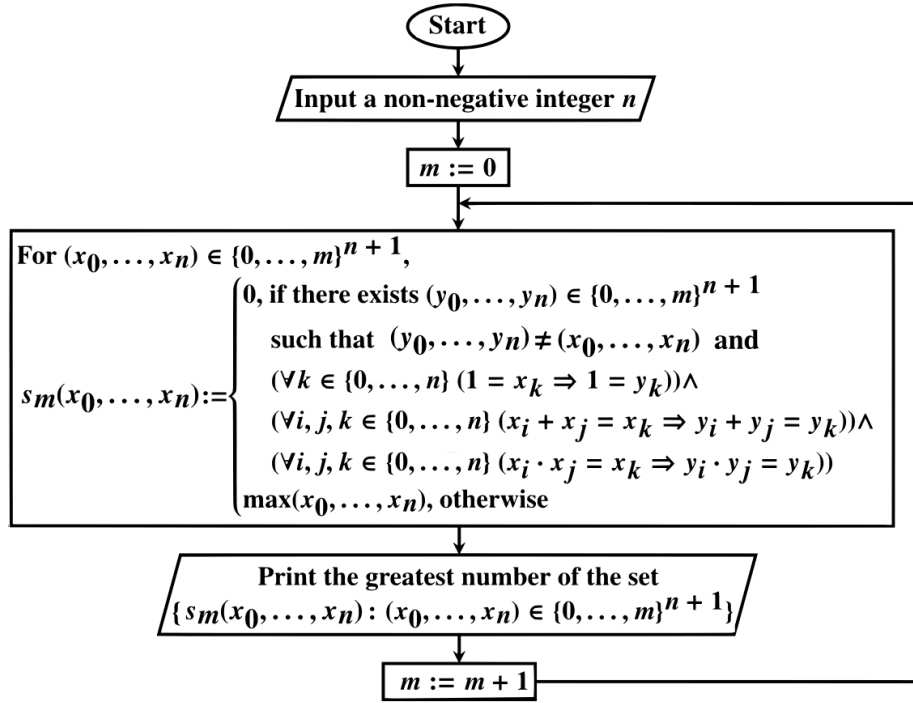 Start
Input a non-negative integer n
m := 0
For (x₀,…,xₙ) ∈ {0,…,m}ⁿ ⁺ ¹,
0, if there exists (y₀,…,yₙ) ∈ {0,…,m}ⁿ ⁺ ¹
such that (y₀,…,yₙ) ≠ (x₀,…,xₙ) and
(∀k ∈ {0,…,n} (1 = xₖ ⇒ 1 = yₖ))∧
sₘ(x₀,…,xₙ):= (∀i, j, k ∈ {0,…,n} (xᵢ + xⱼ = xₖ ⇒ yᵢ + yⱼ = yₖ))∧
(∀i, j, k ∈ {0,…,n} (xᵢ · xⱼ = xₖ ⇒ yᵢ · yⱼ = yₖ))
max(x₀,…,xₙ), otherwise
Print the greatest number of the set
{sₘ(x₀,…,xₙ) : (x₀,…,xₙ) ∈ {0,…,m}ⁿ ⁺ ¹}
m := m + 1